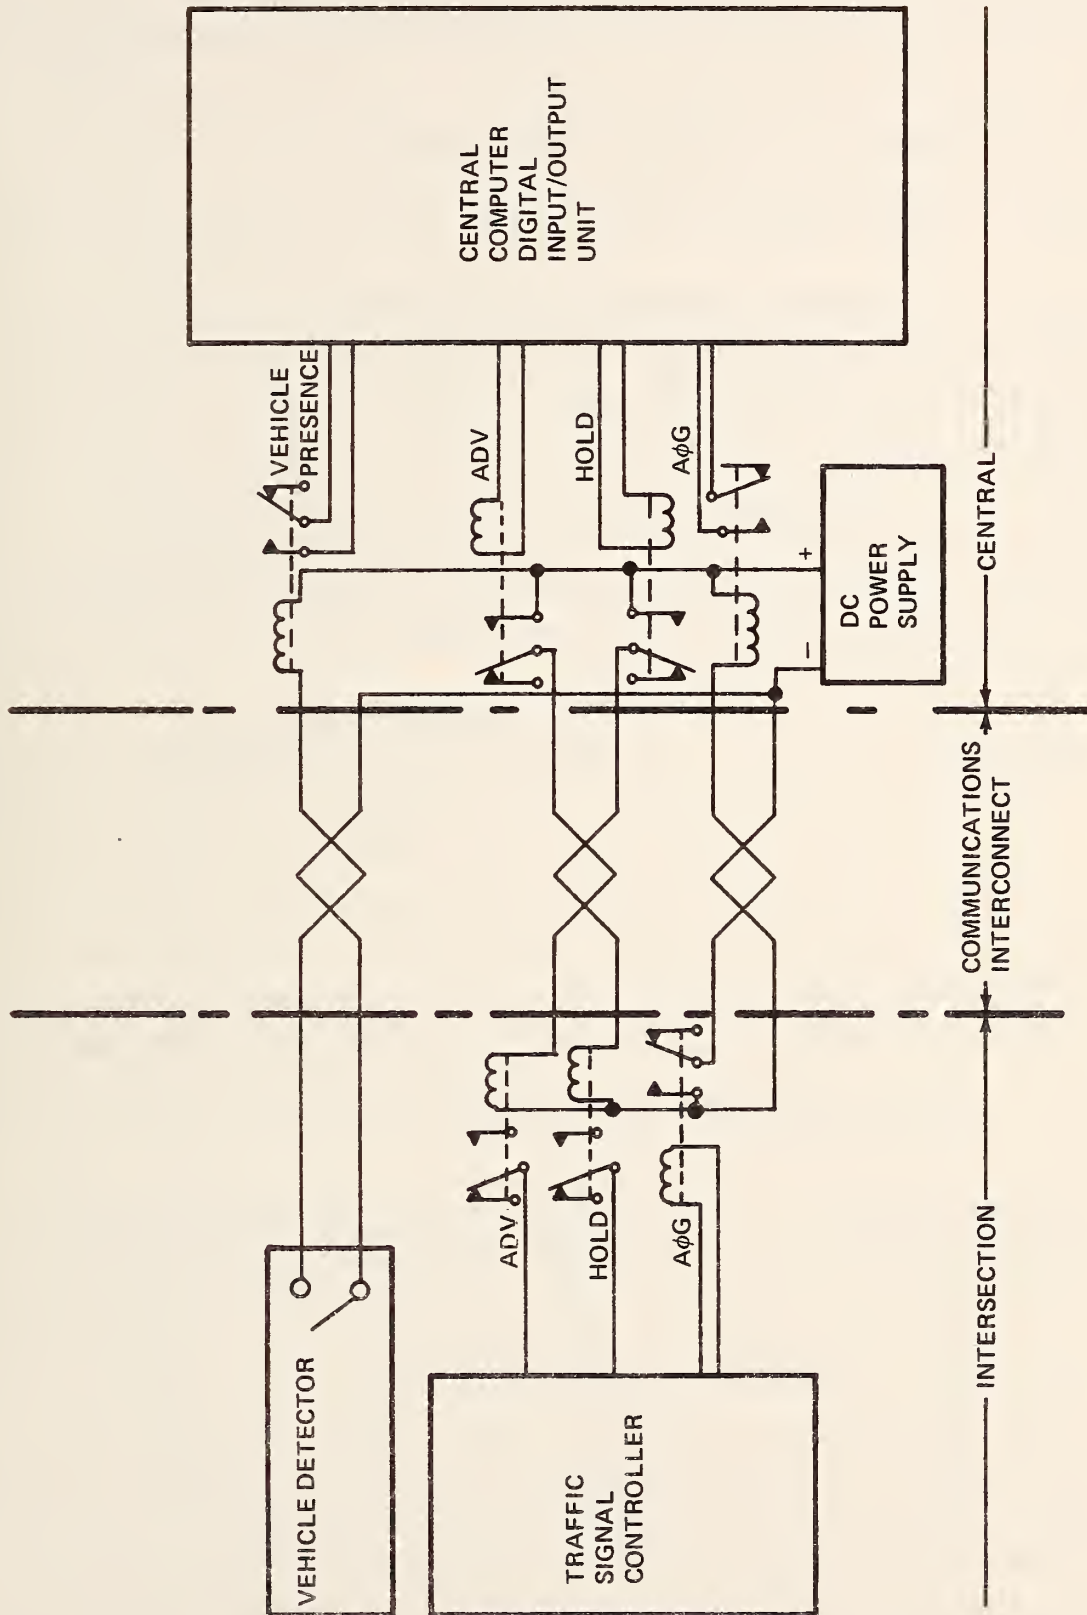 VEHICLE DETECTOR
TRAFFIC
SIGNAL
CONTROLLER
ADV
HOLD
AϕG
INTERSECTION
COMMUNICATIONS
INTERCONNECT
VEHICLE
PRESENCE
ADV
HOLD
AϕG
CENTRAL
COMPUTER
DIGITAL
INPUT/OUTPUT
UNIT
+
−
DC
POWER
SUPPLY
CENTRAL